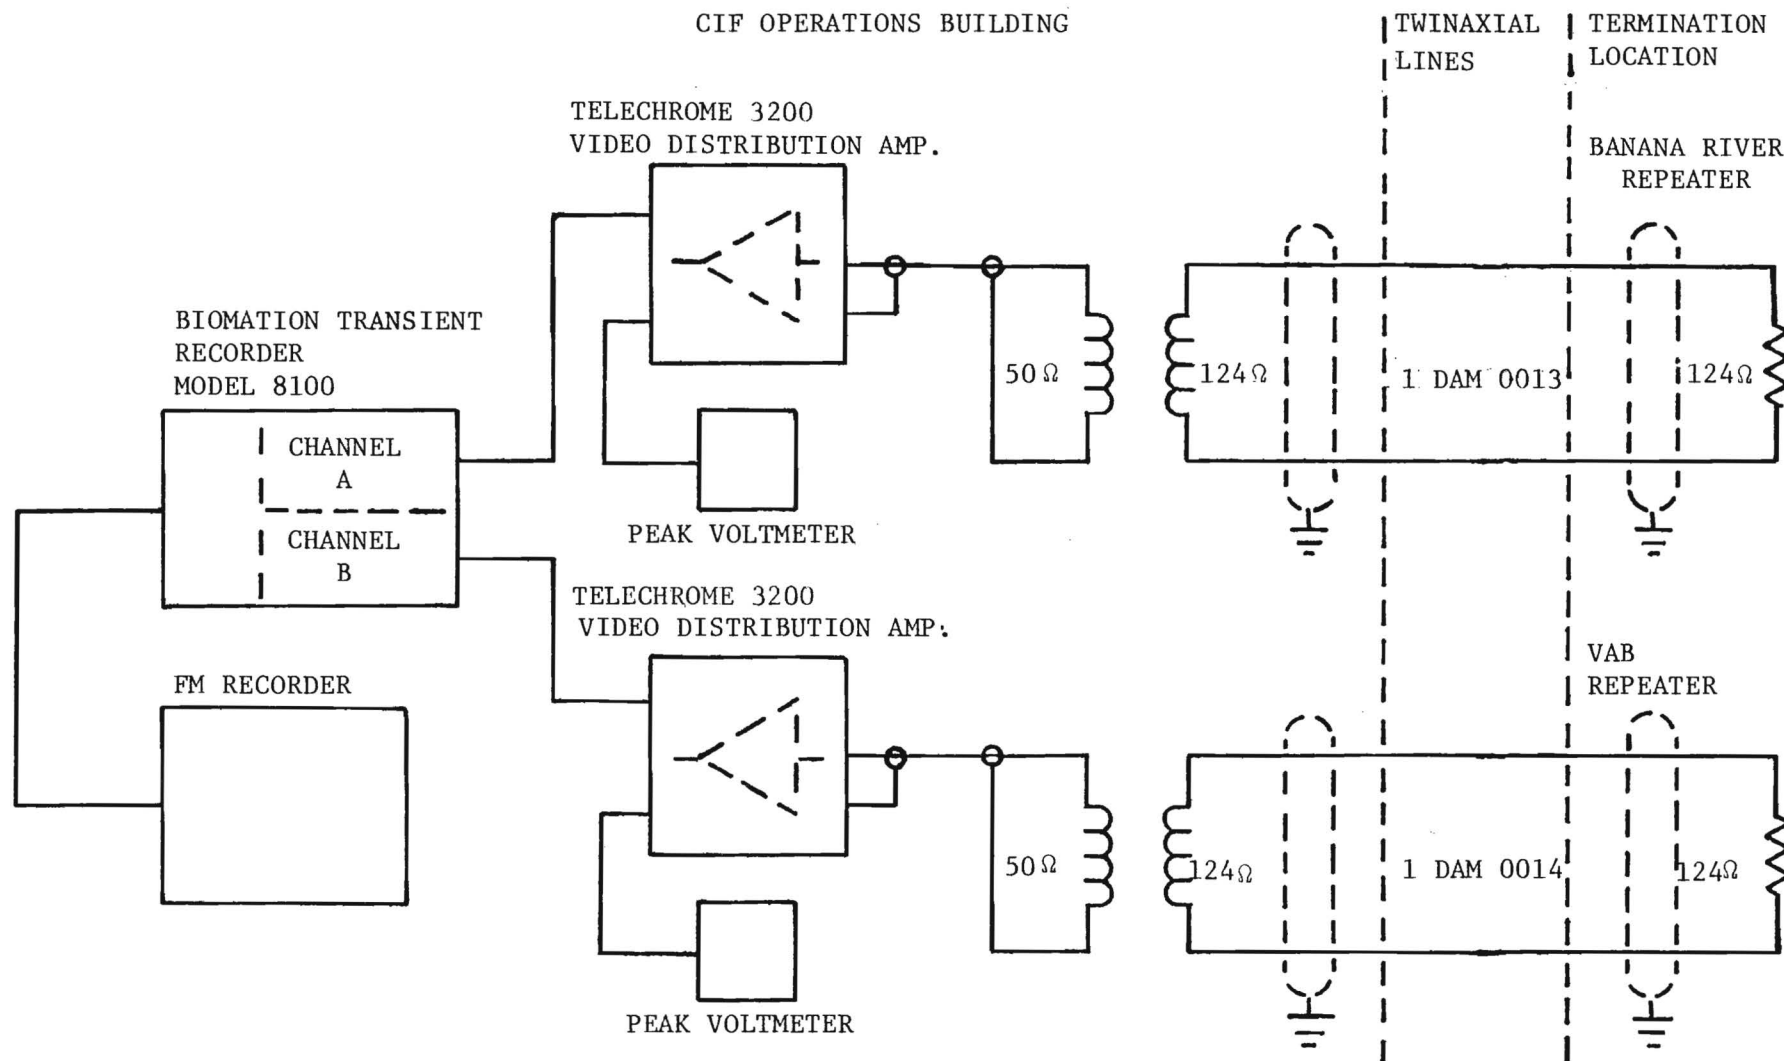 CIF OPERATIONS BUILDING
TWINAXIAL
LINES
TERMINATION
LOCATION
TELECHROME 3200
VIDEO DISTRIBUTION AMP.
BANANA RIVER
REPEATER
BIOMATION TRANSIENT
RECORDER
MODEL 8100
50Ω
124Ω
1 DAM 0013
124Ω
CHANNEL
A
CHANNEL
B
PEAK VOLTMETER
TELECHROME 3200
VIDEO DISTRIBUTION AMP.
VAB
REPEATER
FM RECORDER
50Ω
124Ω
1 DAM 0014
124Ω
PEAK VOLTMETER